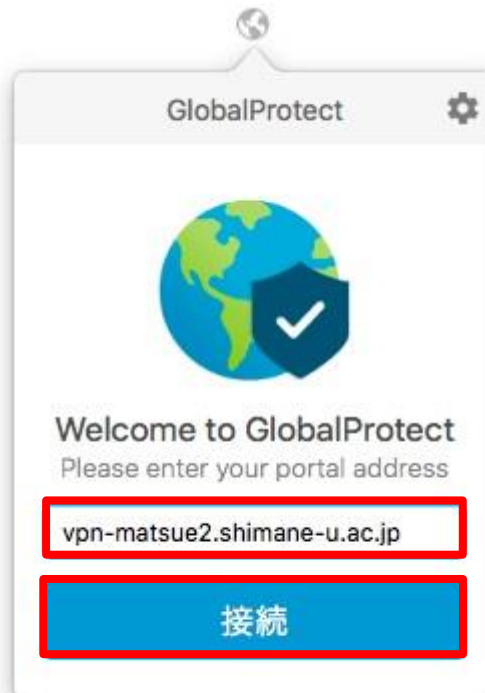 GlobalProtect
Welcome to GlobalProtect
Please enter your portal address
vpn-matsue2.shimane-u.ac.jp
接続